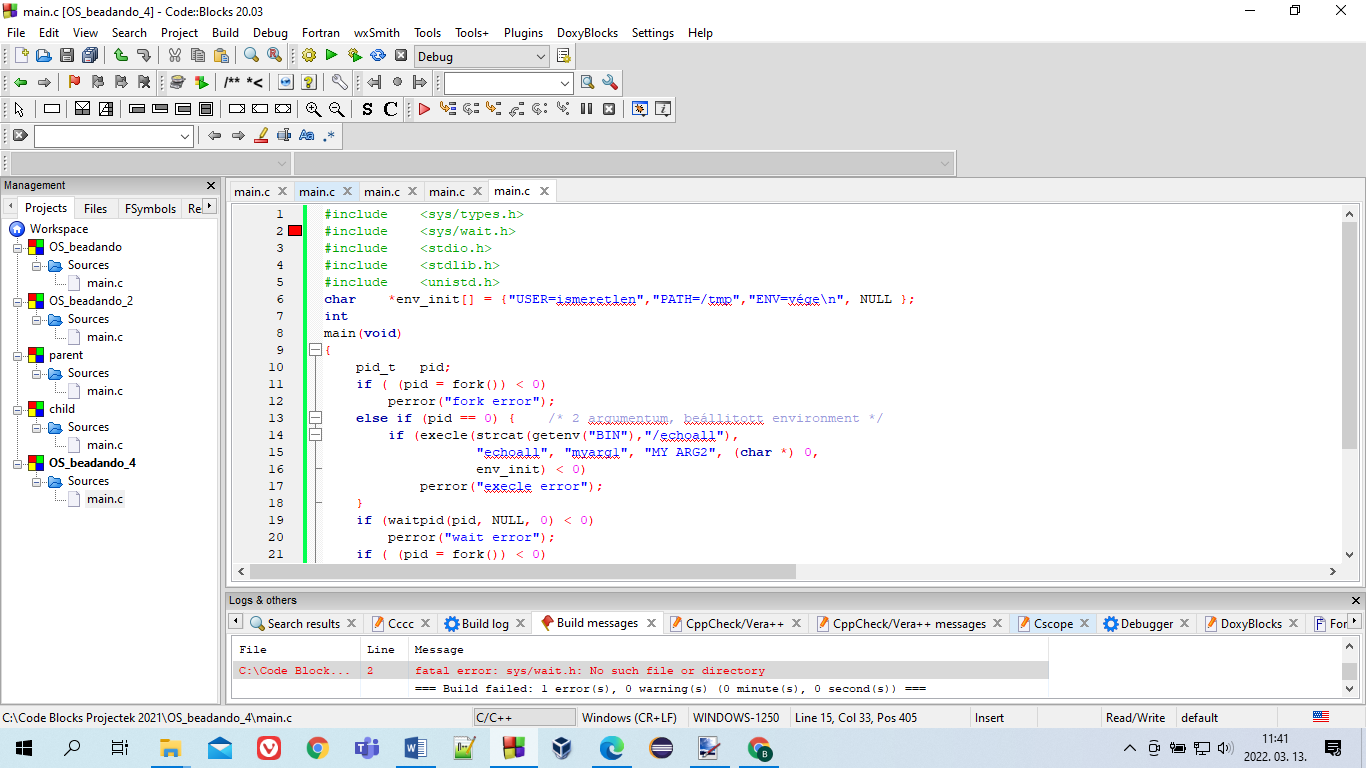 main.c [OS_beadando_4] - Code::Blocks 20.03
File Edit View Search Project Build Debug Fortran wxSmith Tools Tools+ Plugins DoxyBlocks Settings Help
Debug
/** *<
S C
Aa .*
Management
main.c main.c main.c main.c main.c
Projects Files FSymbols Re
Workspace
OS_beadando
Sources
main.c
OS_beadando_2
Sources
main.c
parent
Sources
main.c
child
Sources
main.c
OS_beadando_4
Sources
main.c
1 #include <sys/types.h>
2 #include <sys/wait.h>
3 #include <stdio.h>
4 #include <stdlib.h>
5 #include <unistd.h>
6 char *env_init[] = {"USER=ismeretlen","PATH=/tmp","ENV=vége\n", NULL };
7 int
8 main(void)
9 {
10 pid_t pid;
11 if ( (pid = fork()) < 0)
12 perror("fork error");
13 else if (pid == 0) { /* 2 argumentum, beállitott environment */
14 if (execle(strcat(getenv("BIN"),"/echoall"),
15 "echoall", "myarg1", "MY ARG2", (char *) 0,
16 env_init) < 0)
17 perror("execle error");
18 }
19 if (waitpid(pid, NULL, 0) < 0)
20 perror("wait error");
21 if ( (pid = fork()) < 0)
Logs & others
Search results Cccc Build log Build messages CppCheck/Vera++ CppCheck/Vera++ messages Cscope Debugger DoxyBlocks For
File Line Message
C:\Code Block... 2 fatal error: sys/wait.h: No such file or directory
=== Build failed: 1 error(s), 0 warning(s) (0 minute(s), 0 second(s)) ===
C:\Code Blocks Projectek 2021\OS_beadando_4\main.c C/C++ Windows (CR+LF) WINDOWS-1250 Line 15, Col 33, Pos 405 Insert Read/Write default
11:41
2022. 03. 13.